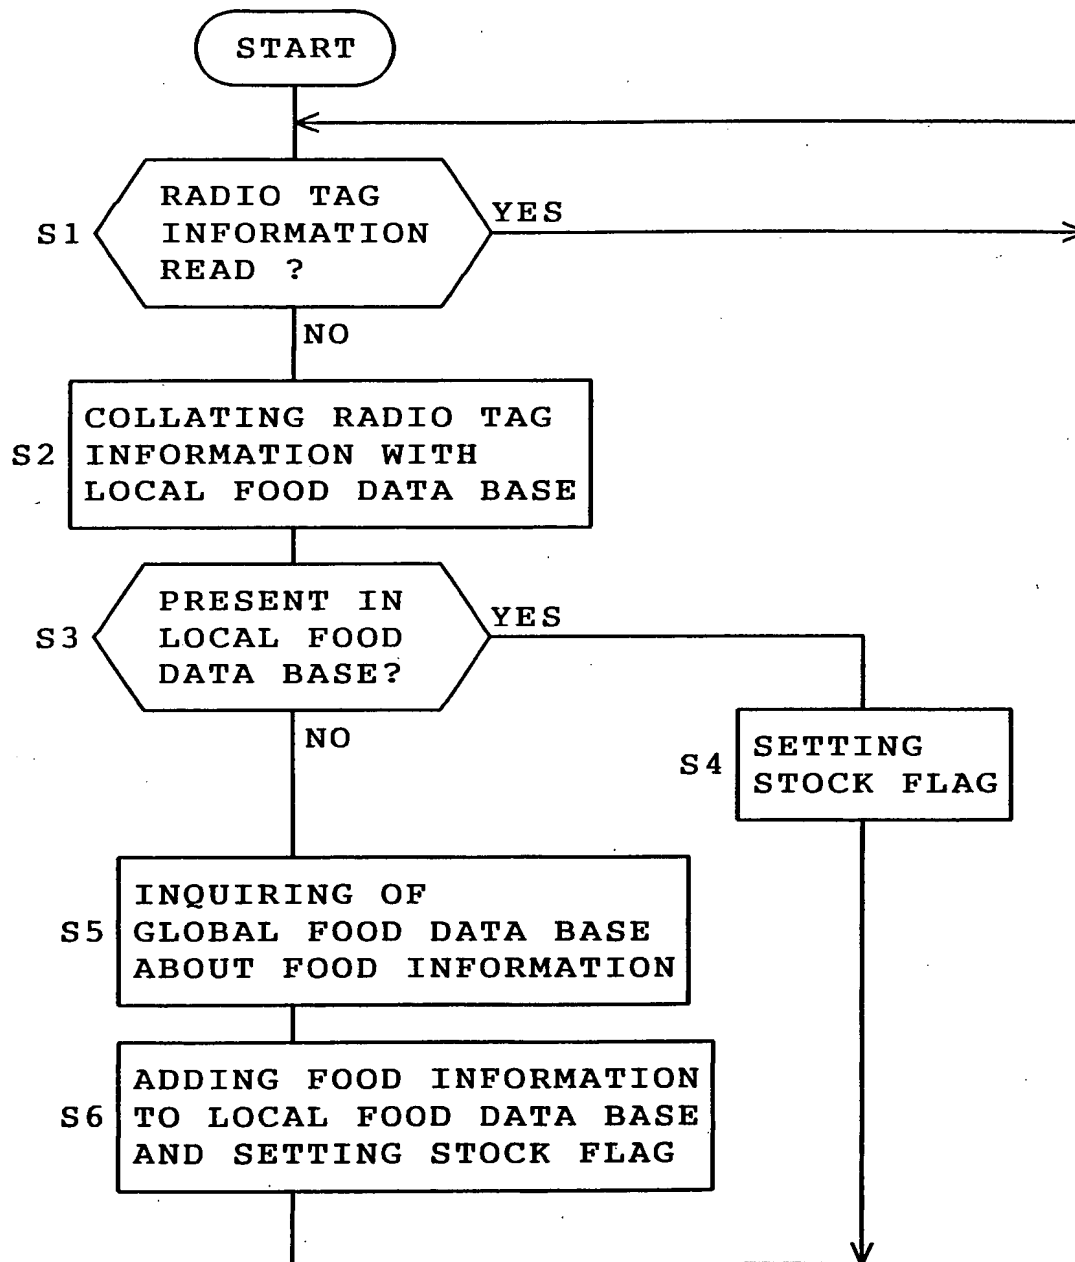 START
RADIO TAG
INFORMATION
READ ?
S1
YES
NO
COLLATING RADIO TAG
INFORMATION WITH
LOCAL FOOD DATA BASE
S2
PRESENT IN
LOCAL FOOD
DATA BASE?
S3
YES
NO
SETTING
STOCK FLAG
S4
INQUIRING OF
GLOBAL FOOD DATA BASE
ABOUT FOOD INFORMATION
S5
ADDING FOOD INFORMATION
TO LOCAL FOOD DATA BASE
AND SETTING STOCK FLAG
S6